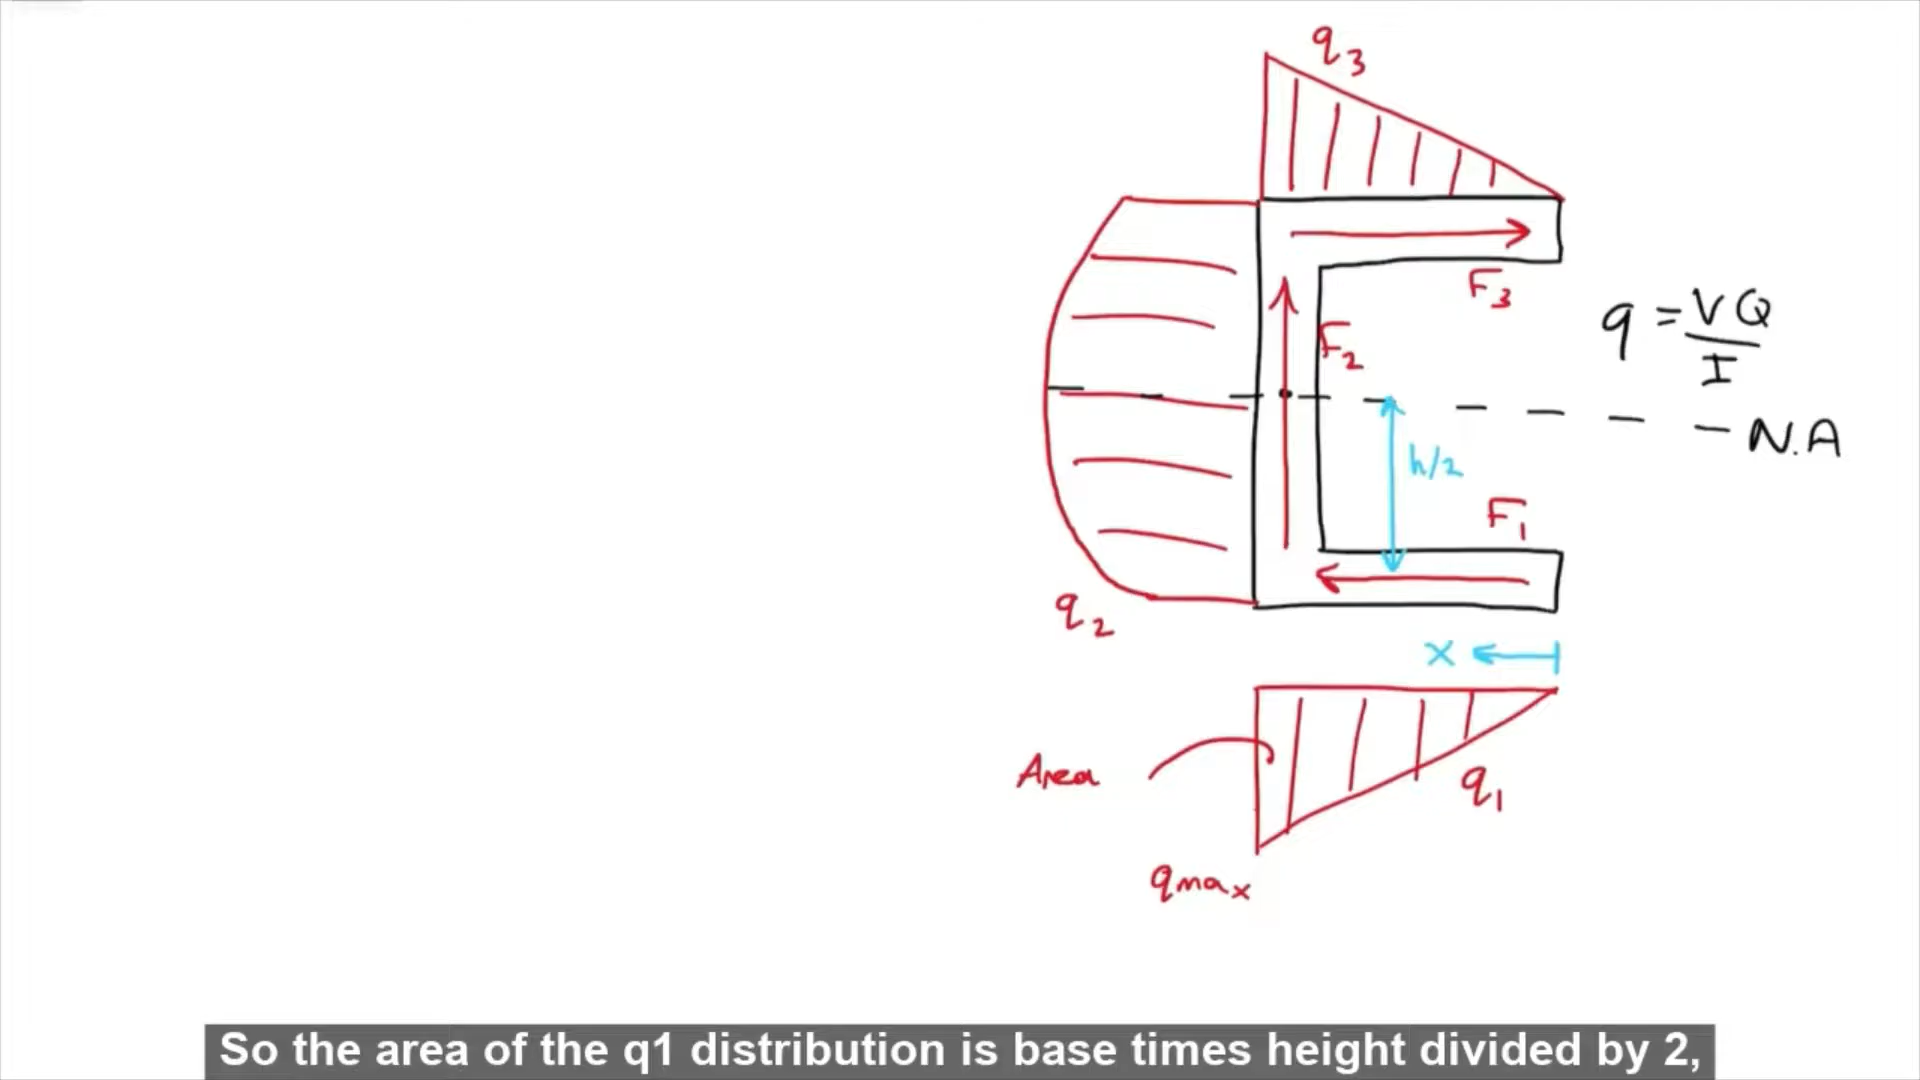 q3
F3
q = VQ/I
F2
N.A
h/2
F1
q2
x
Area
q1
qmax
So the area of the q1 distribution is base times height divided by 2,